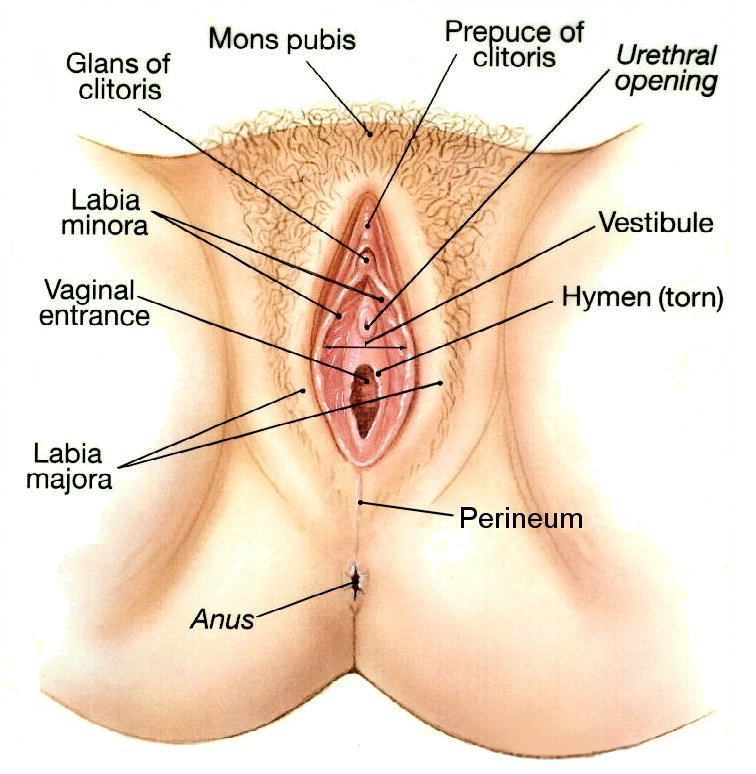 Mons pubis
Prepuce of
clitoris
Urethral
opening
Glans of
clitoris
Labia
minora
Vestibule
Vaginal
entrance
Hymen (torn)
Labia
majora
Perineum
Anus